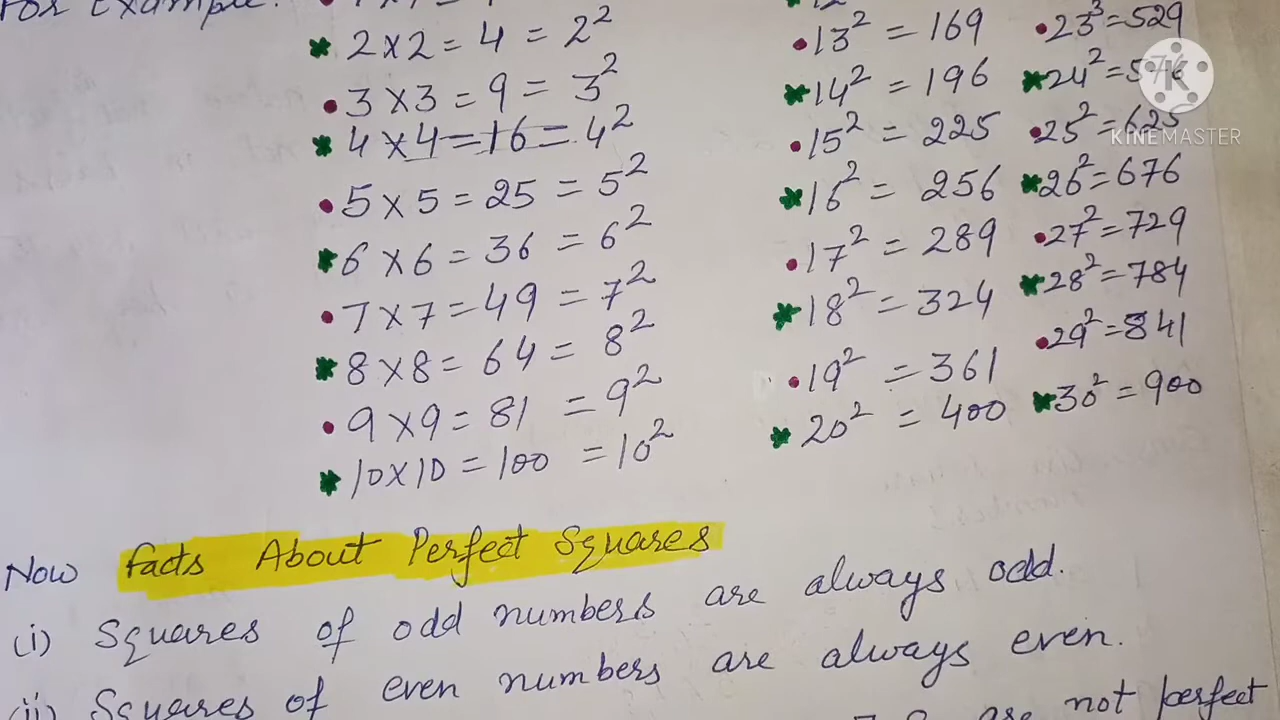 For Example:
2 x 2 = 4 = 2²
• 3 x 3 = 9 = 3²
4 x 4 = 16 = 4²
• 5 x 5 = 25 = 5²
6 x 6 = 36 = 6²
• 7 x 7 = 49 = 7²
8 x 8 = 64 = 8²
• 9 x 9 = 81 = 9²
10 x 10 = 100 = 10²
• 13² = 169
14² = 196
• 15² = 225
16² = 256
• 17² = 289
18² = 324
• 19² = 361
20² = 400
• 23³ = 529
24² = 576
• 25² = 625
26² = 676
• 27² = 729
28² = 784
• 29² = 841
30² = 900
K
KINEMASTER
Now Facts About Perfect Squares
(i) Squares of odd numbers are always odd.
(ii) Squares of even numbers are always even.
are not perfect